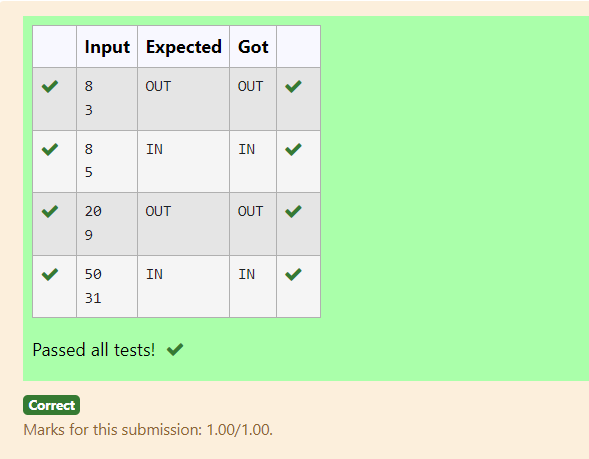 Input Expected Got
8 OUT OUT
3
8 IN IN
5
20 OUT OUT
9
50 IN IN
31
Passed all tests!
Correct
Marks for this submission: 1.00/1.00.